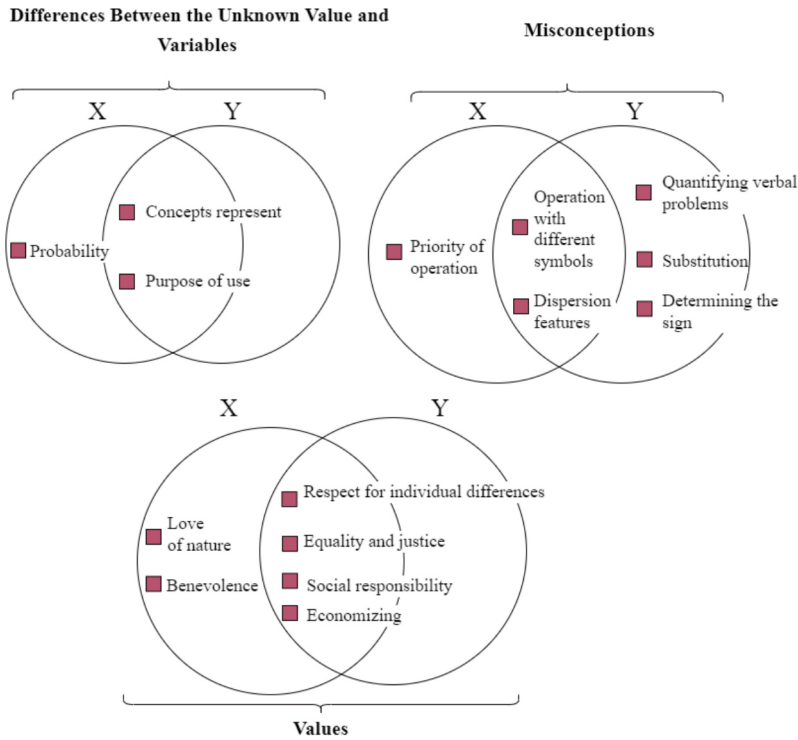 Differences Between the Unknown Value and
Variables
X
Y
Probability
Concepts represent
Purpose of use
Misconceptions
X
Y
Priority of
operation
Operation
with
different
symbols
Dispersion
features
Quantifying verbal
problems
Substitution
Determining the
sign
X
Y
Love
of nature
Benevolence
Respect for individual differences
Equality and justice
Social responsibility
Economizing
Values